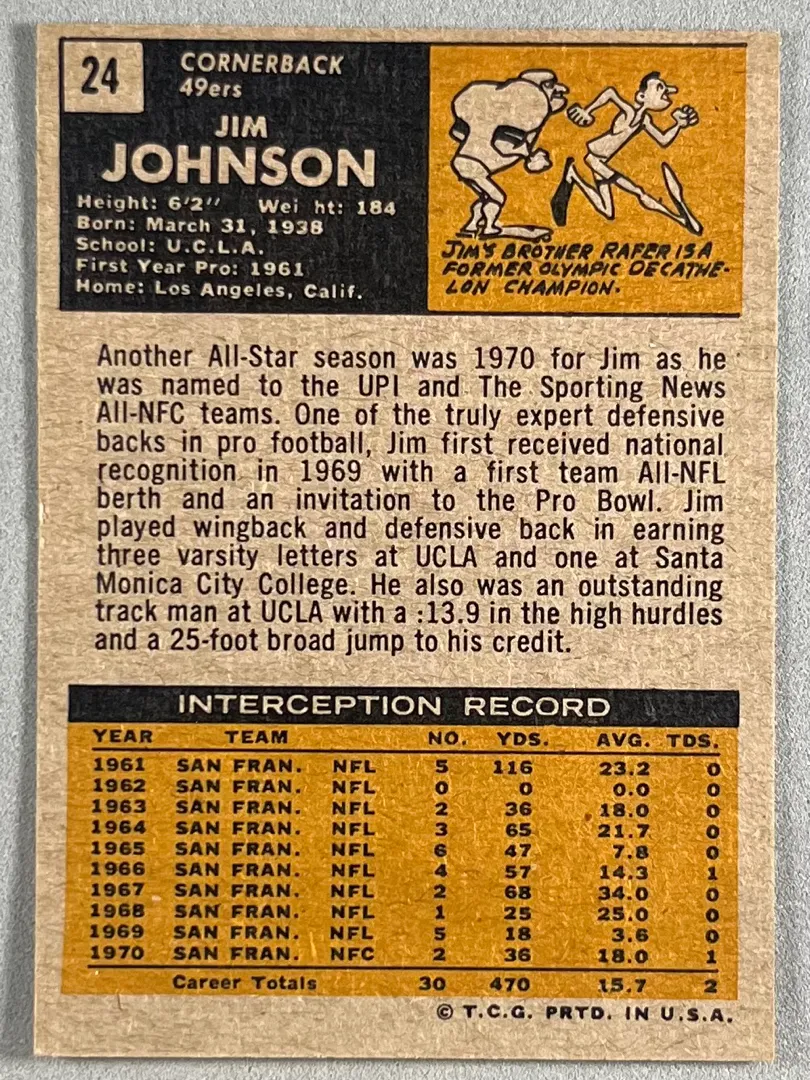 24
CORNERBACK
49ers
JIM
JOHNSON
Height: 6'2" Wei ht: 184
Born: March 31, 1938
School: U.C.L.A.
First Year Pro: 1961
Home: Los Angeles, Calif.
JIM'S BROTHER RAFER IS A
FORMER OLYMPIC DECATHE-
LON CHAMPION.
Another All-Star season was 1970 for Jim as he
was named to the UPI and The Sporting News
All-NFC teams. One of the truly expert defensive
backs in pro football, Jim first received national
recognition in 1969 with a first team All-NFL
berth and an invitation to the Pro Bowl. Jim
played wingback and defensive back in earning
three varsity letters at UCLA and one at Santa
Monica City College. He also was an outstanding
track man at UCLA with a :13.9 in the high hurdles
and a 25-foot broad jump to his credit.
INTERCEPTION RECORD
YEAR TEAM NO. YDS. AVG. TDS.
1961 SAN FRAN. NFL 5 116 23.2 0
1962 SAN FRAN. NFL 0 0 0.0 0
1963 SAN FRAN. NFL 2 36 18.0 0
1964 SAN FRAN. NFL 3 65 21.7 0
1965 SAN FRAN. NFL 6 47 7.8 0
1966 SAN FRAN. NFL 4 57 14.3 1
1967 SAN FRAN. NFL 2 68 34.0 0
1968 SAN FRAN. NFL 1 25 25.0 0
1969 SAN FRAN. NFL 5 18 3.6 0
1970 SAN FRAN. NFC 2 36 18.0 1
Career Totals 30 470 15.7 2
© T.C.G. PRTD. IN U.S.A.